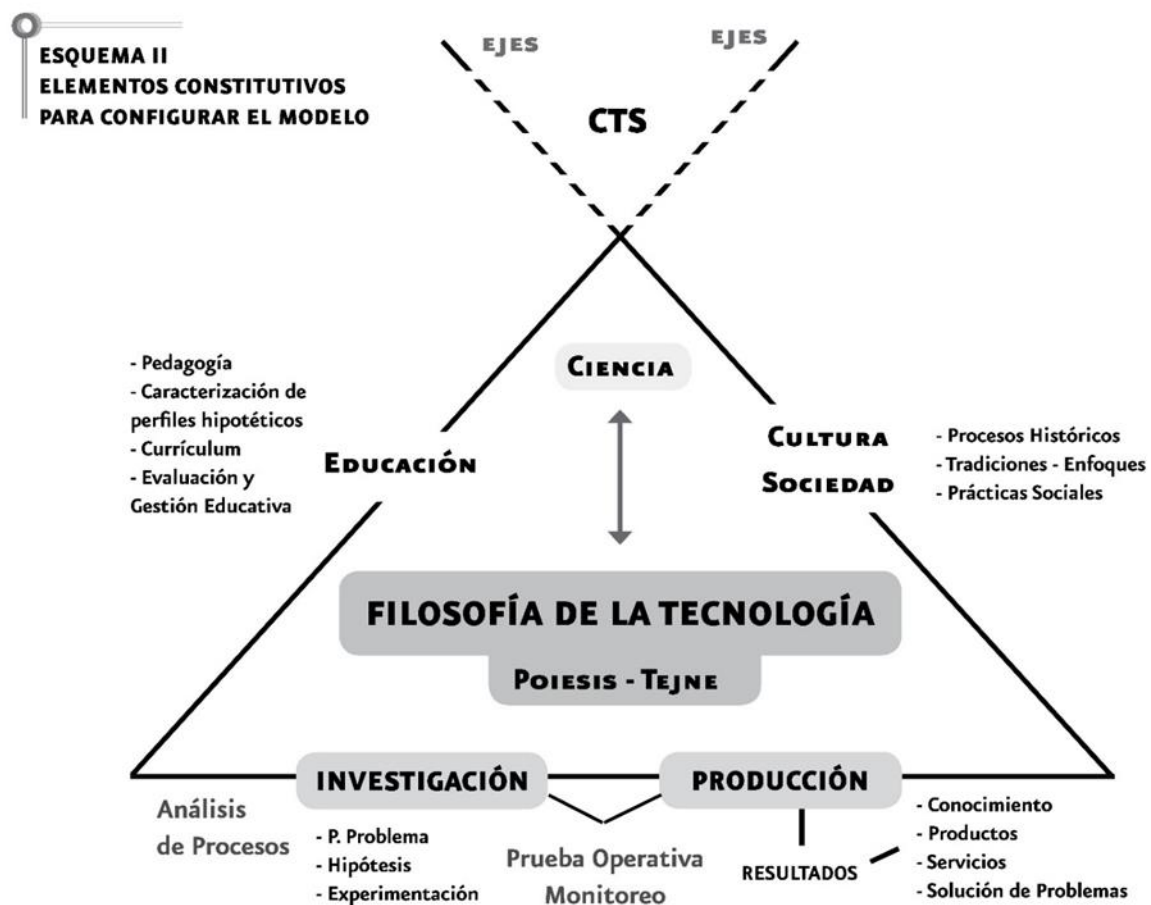 ESQUEMA II
ELEMENTOS CONSTITUTIVOS
PARA CONFIGURAR EL MODELO
EJES
EJES
CTS
CIENCIA
- Pedagogía
- Caracterización de
perfiles hipotéticos
- Currículum
- Evaluación y
Gestión Educativa
EDUCACIÓN
CULTURA
SOCIEDAD
- Procesos Históricos
- Tradiciones - Enfoques
- Prácticas Sociales
FILOSOFÍA DE LA TECNOLOGÍA
POIESIS - TEJNE
INVESTIGACIÓN
PRODUCCIÓN
Análisis
de Procesos
- P. Problema
- Hipótesis
- Experimentación
Prueba Operativa
Monitoreo
RESULTADOS
- Conocimiento
- Productos
- Servicios
- Solución de Problemas